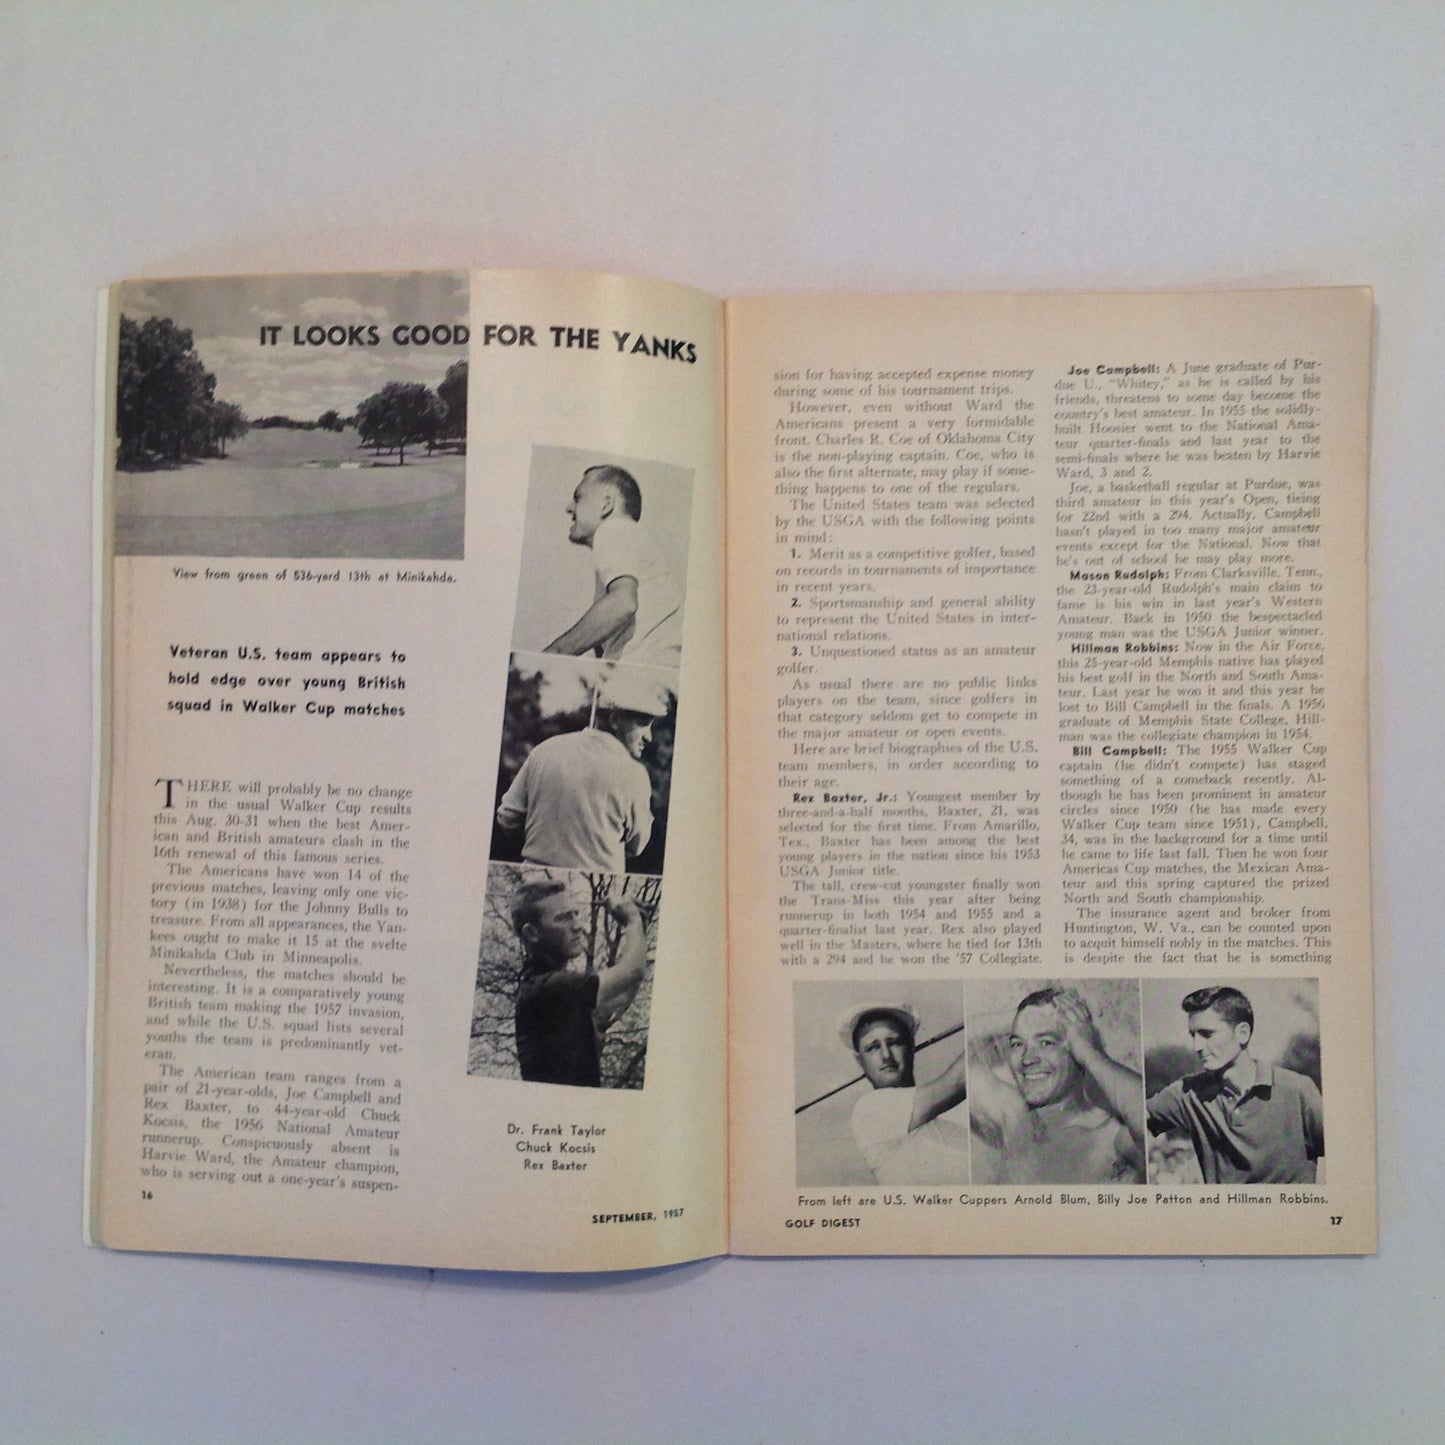 IT LOOKS GOOD FOR THE YANKS
View from green of 536-yard 13th at Minikahda.
Veteran U.S. team appears to
hold edge over young British
squad in Walker Cup matches
THERE will probably be no change
in the usual Walker Cup results
this Aug. 30-31 when the best Amer-
ican and British amateurs clash in the
16th renewal of this famous series.
The Americans have won 14 of the
previous matches, leaving only one vic-
tory (in 1938) for the Johnny Bulls to
treasure. From all appearances, the Yan-
kees ought to make it 15 at the svelte
Minikahda Club in Minneapolis.
Nevertheless, the matches should be
interesting. It is a comparatively young
British team making the 1957 invasion,
and while the U.S. squad lists several
youths the team is predominantly vet-
eran.
The American team ranges from a
pair of 21-year-olds, Joe Campbell and
Rex Baxter, to 44-year-old Chuck
Kocsis, the 1956 National Amateur
runnerup. Conspicuously absent is
Harvie Ward, the Amateur champion,
who is serving out a one-year's suspen-
16
Dr. Frank Taylor
Chuck Kocsis
Rex Baxter
SEPTEMBER, 1957
sion for having accepted expense money
during some of his tournament trips.
However, even without Ward the
Americans present a very formidable
front. Charles R. Coe of Oklahoma City
is the non-playing captain. Coe, who is
also the first alternate, may play if some-
thing happens to one of the regulars.
The United States team was selected
by the USGA with the following points
in mind:
1. Merit as a competitive golfer, based
on records in tournaments of importance
in recent years.
2. Sportsmanship and general ability
to represent the United States in inter-
national relations.
3. Unquestioned status as an amateur
golfer.
As usual there are no public links
players on the team, since golfers in
that category seldom get to compete in
the major amateur or open events.
Here are brief biographies of the U.S.
team members, in order according to
their age.
Rex Baxter, Jr.: Youngest member by
three-and-a-half months, Baxter, 21, was
selected for the first time. From Amarillo,
Tex., Baxter has been among the best
young players in the nation since his 1953
USGA Junior title.
The tall, crew-cut youngster finally won
the Trans-Miss this year after being
runnerup in both 1954 and 1955 and a
quarter-finalist last year. Rex also played
well in the Masters, where he tied for 13th
with a 294 and he won the '57 Collegiate.
Joe Campbell: A June graduate of Pur-
due U., "Whitey," as he is called by his
friends, threatens to some day become the
country's best amateur. In 1955 the solidly-
built Hoosier went to the National Ama-
teur quarter-finals and last year to the
semi-finals where he was beaten by Harvie
Ward, 3 and 2.
Joe, a basketball regular at Purdue, was
third amateur in this year's Open, tieing
for 22nd with a 294. Actually, Campbell
hasn't played in too many major amateur
events except for the National. Now that
he's out of school he may play more.
Mason Rudolph: From Clarksville, Tenn.,
the 23-year-old Rudolph's main claim to
fame is his win in last year's Western
Amateur. Back in 1950 the bespectacled
young man was the USGA Junior winner.
Hillman Robbins: Now in the Air Force,
this 25-year-old Memphis native has played
his best golf in the North and South Ama-
teur. Last year he won it and this year he
lost to Bill Campbell in the finals. A 1956
graduate of Memphis State College, Hill-
man was the collegiate champion in 1954.
Bill Campbell: The 1955 Walker Cup
captain (he didn't compete) has staged
something of a comeback recently. Al-
though he has been prominent in amateur
circles since 1950 (he has made every
Walker Cup team since 1951), Campbell,
34, was in the background for a time until
he came to life last fall. Then he won four
Americas Cup matches, the Mexican Ama-
teur and this spring captured the prized
North and South championship.
The insurance agent and broker from
Huntington, W. Va., can be counted upon
to acquit himself nobly in the matches. This
is despite the fact that he is something
From left are U.S. Walker Cuppers Arnold Blum, Billy Joe Patton and Hillman Robbins.
GOLF DIGEST
17